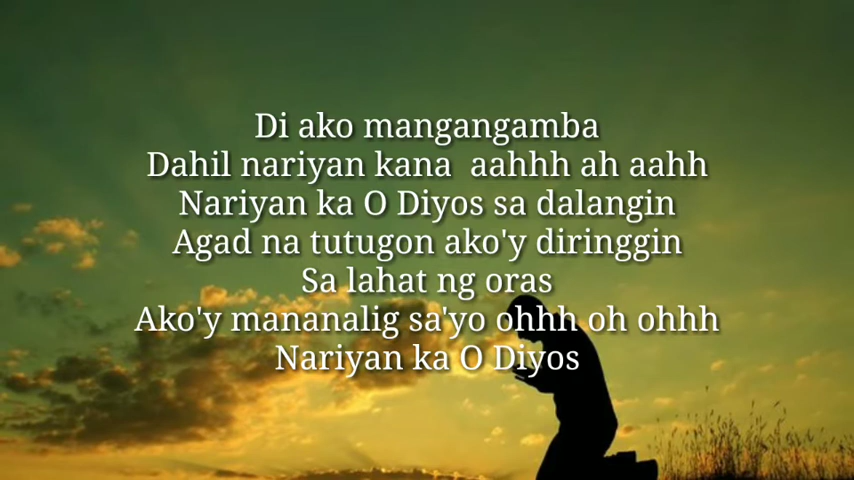 Di ako mangangamba
Dahil nariyan kana  aahhh ah aahh
Nariyan ka O Diyos sa dalangin
Agad na tutugon ako'y diringgin
Sa lahat ng oras
Ako'y mananalig sa'yo ohhh oh ohhh
Nariyan ka O Diyos